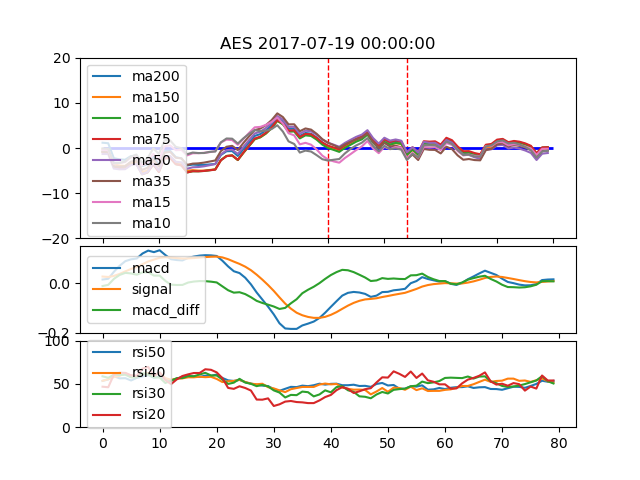 AES 2017-07-19 00:00:00
20
10
0
−10
−20
ma200
ma150
ma100
ma75
ma50
ma35
ma15
ma10
0.0
−0.2
macd
signal
macd_diff
100
50
0
rsi50
rsi40
rsi30
rsi20
0 10 20 30 40 50 60 70 80